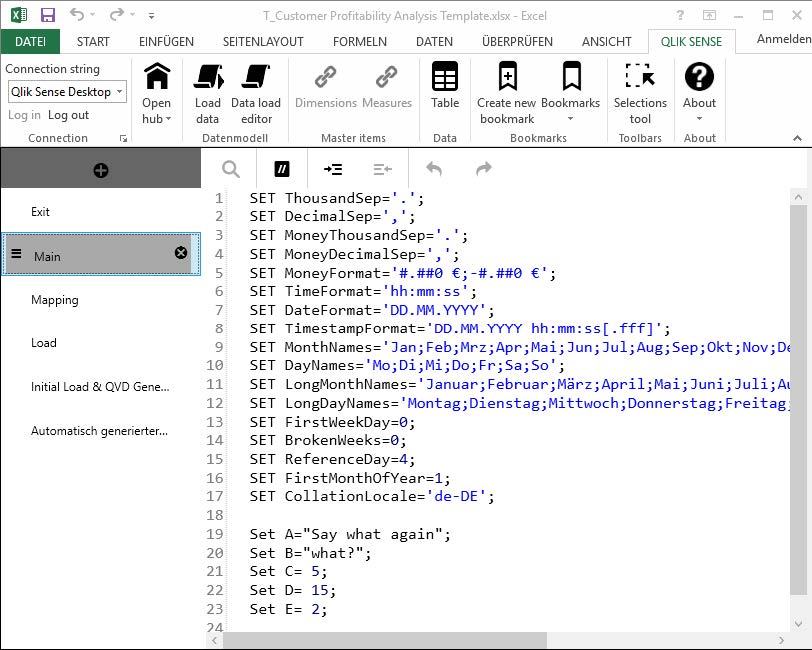 T_Customer Profitability Analysis Template.xlsx - Excel
DATEI START EINFÜGEN SEITENLAYOUT FORMELN DATEN ÜBERPRÜFEN ANSICHT QLIK SENSE Anmelden
Connection string
Qlik Sense Desktop
Log in Log out
Connection
Open
hub
Load
data
Data load
editor
Datenmodell
Dimensions Measures
Master items
Table
Data
Create new
bookmark
Bookmarks
Bookmarks
Selections
tool
Toolbars
About
About
Exit
Main
Mapping
Load
Initial Load & QVD Gene...
Automatisch generierter...
//
1 SET ThousandSep='.';
2 SET DecimalSep=',';
3 SET MoneyThousandSep='.';
4 SET MoneyDecimalSep=',';
5 SET MoneyFormat='#.##0 €;-#.##0 €';
6 SET TimeFormat='hh:mm:ss';
7 SET DateFormat='DD.MM.YYYY';
8 SET TimestampFormat='DD.MM.YYYY hh:mm:ss[.fff]';
9 SET MonthNames='Jan;Feb;Mrz;Apr;Mai;Jun;Jul;Aug;Sep;Okt;Nov;De
10 SET DayNames='Mo;Di;Mi;Do;Fr;Sa;So';
11 SET LongMonthNames='Januar;Februar;März;April;Mai;Juni;Juli;Au
12 SET LongDayNames='Montag;Dienstag;Mittwoch;Donnerstag;Freitag;
13 SET FirstWeekDay=0;
14 SET BrokenWeeks=0;
15 SET ReferenceDay=4;
16 SET FirstMonthOfYear=1;
17 SET CollationLocale='de-DE';
18
19 Set A="Say what again";
20 Set B="what?";
21 Set C= 5;
22 Set D= 15;
23 Set E= 2;
24